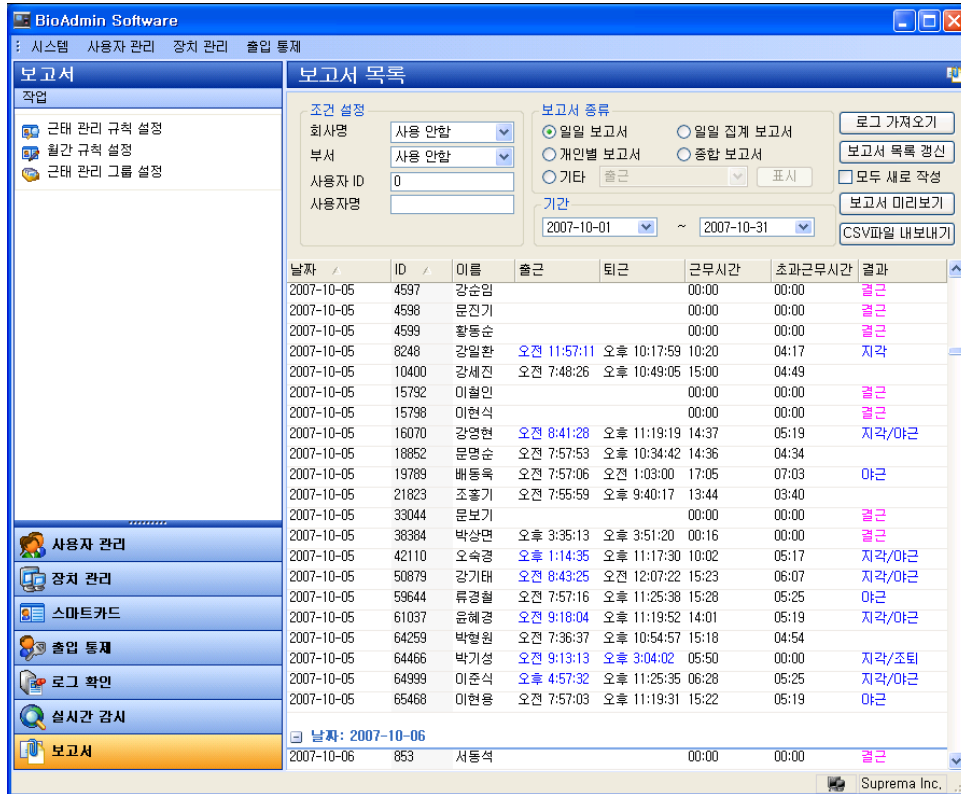 BioAdmin Software
시스템 사용자 관리 장치 관리 출입 통제
보고서
작업
근태 관리 규칙 설정
월간 규칙 설정
근태 관리 그룹 설정
사용자 관리
장치 관리
스마트카드
출입 통제
로그 확인
실시간 감시
보고서
보고서 목록
조건 설정
회사명 사용 안함
부서 사용 안함
사용자 ID 0
사용자명
보고서 종류
일일 보고서 일일 집계 보고서
개인별 보고서 종합 보고서
기타 출근 표시
기간
2007-10-01 ~ 2007-10-31
로그 가져오기
보고서 목록 갱신
모두 새로 작성
보고서 미리보기
CSV파일 내보내기
날짜 ID 이름 출근 퇴근 근무시간 초과근무시간 결과
2007-10-05 4597 강순임 00:00 00:00 결근
2007-10-05 4598 문진기 00:00 00:00 결근
2007-10-05 4599 황동순 00:00 00:00 결근
2007-10-05 8248 강일환 오전 11:57:11 오후 10:17:59 10:20 04:17 지각
2007-10-05 10400 강세진 오전 7:48:26 오후 10:49:05 15:00 04:49
2007-10-05 15792 이철인 00:00 00:00 결근
2007-10-05 15798 이현식 00:00 00:00 결근
2007-10-05 16070 강영현 오전 8:41:28 오후 11:19:19 14:37 05:19 지각/야근
2007-10-05 18852 문명순 오전 7:57:53 오후 10:34:42 14:36 04:34
2007-10-05 19789 배동욱 오전 7:57:06 오전 1:03:00 17:05 07:03 야근
2007-10-05 21823 조홍기 오전 7:55:59 오후 9:40:17 13:44 03:40
2007-10-05 33044 문보기 00:00 00:00 결근
2007-10-05 38384 박상면 오후 3:35:13 오후 3:51:20 00:16 00:00 결근
2007-10-05 42110 오숙경 오후 1:14:35 오후 11:17:30 10:02 05:17 지각/야근
2007-10-05 50879 강기태 오전 8:43:25 오전 12:07:22 15:23 06:07 지각/야근
2007-10-05 59644 류경철 오전 7:57:16 오후 11:25:38 15:28 05:25 야근
2007-10-05 61037 윤혜경 오전 9:18:04 오후 11:19:52 14:01 05:19 지각/야근
2007-10-05 64259 박형원 오전 7:36:37 오후 10:54:57 15:18 04:54
2007-10-05 64466 박기성 오전 9:13:13 오후 3:04:02 05:50 00:00 지각/조퇴
2007-10-05 64999 이준식 오후 4:57:32 오후 11:25:35 06:28 05:25 지각/야근
2007-10-05 65468 이현용 오전 7:57:03 오후 11:19:31 15:22 05:19 야근
날짜: 2007-10-06
2007-10-06 853 서동석 00:00 00:00 결근
Suprema Inc,